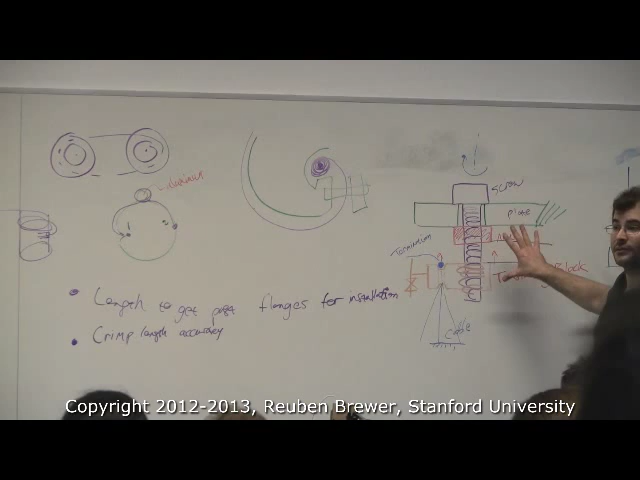 Screw
plate
Termination
Block
Cable
• Length to get past flanges for installation
• Crimp length accuracy
Copyright 2012-2013, Reuben Brewer, Stanford University